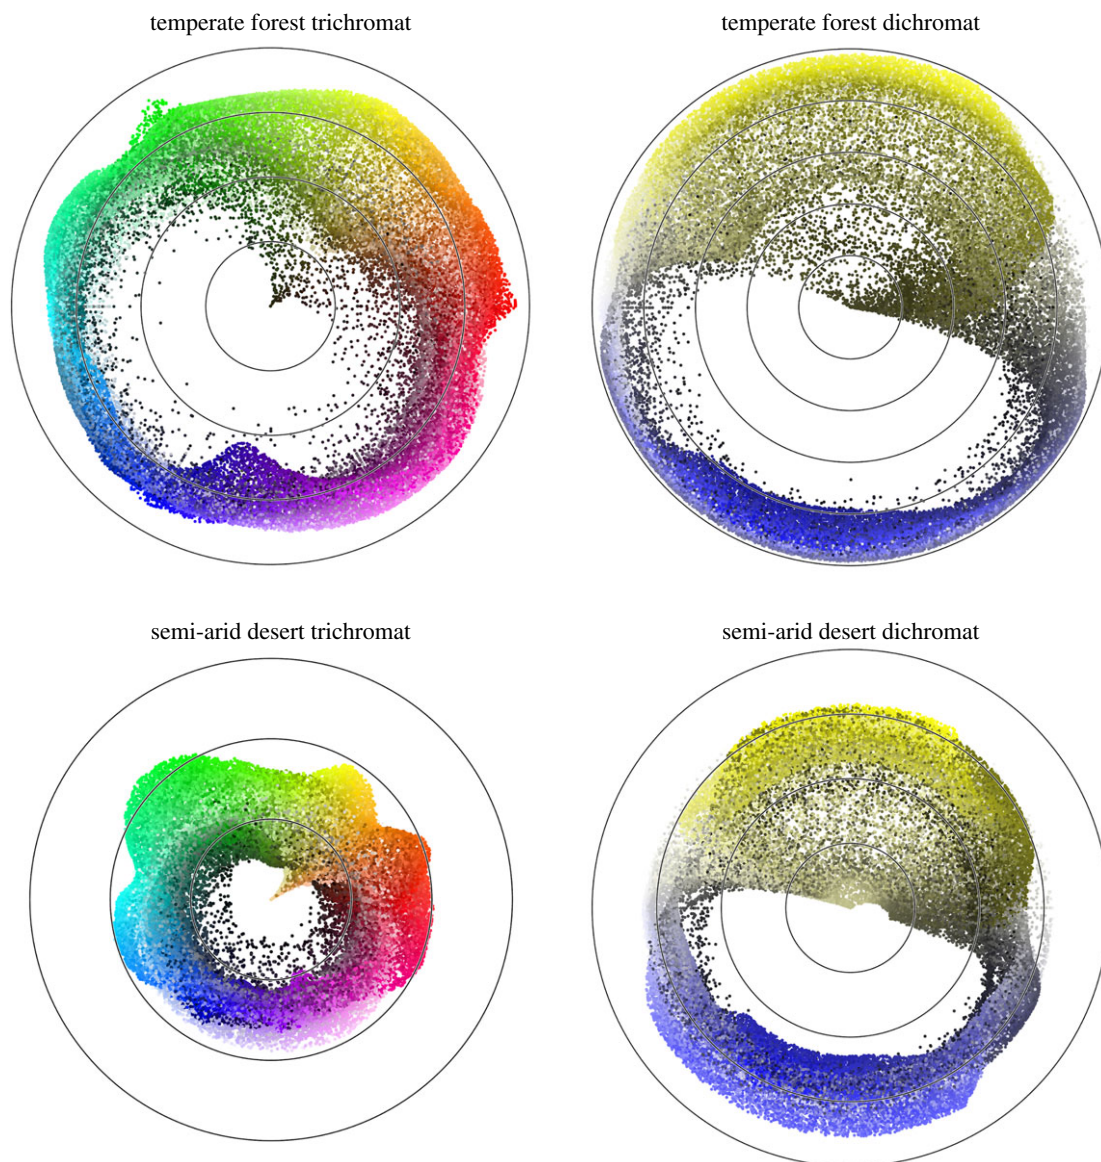 temperate forest trichromat
temperate forest dichromat
semi-arid desert trichromat
semi-arid desert dichromat